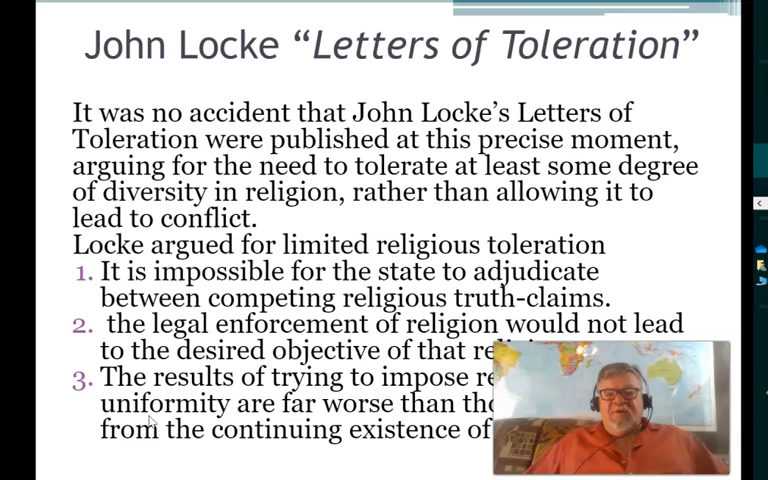 John Locke “Letters of Toleration”
It was no accident that John Locke’s Letters of
Toleration were published at this precise moment,
arguing for the need to tolerate at least some degree
of diversity in religion, rather than allowing it to
lead to conflict.
Locke argued for limited religious toleration
1. It is impossible for the state to adjudicate
between competing religious truth-claims.
2. the legal enforcement of religion would not lead
to the desired objective of that
3. The results of trying to impose
uniformity are far worse than
from the continuing existence of